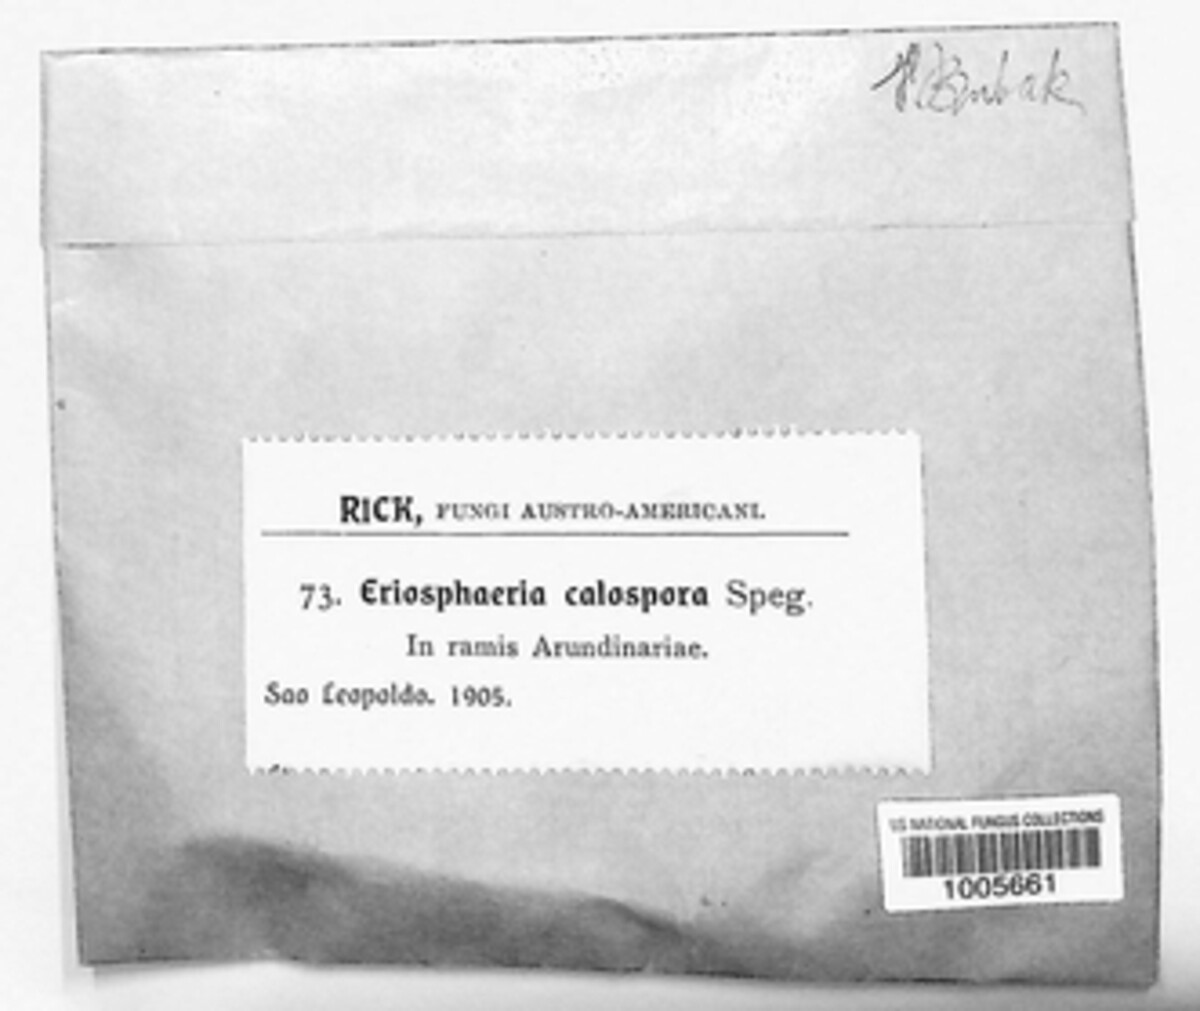 RICK, FUNGI AUSTRO-AMERICANI.
73. Eriosphaeria calospora Speg.
In ramis Arundinariae.
Sao Leopoldo. 1905.
US NATIONAL FUNGUS COLLECTIONS
1005661